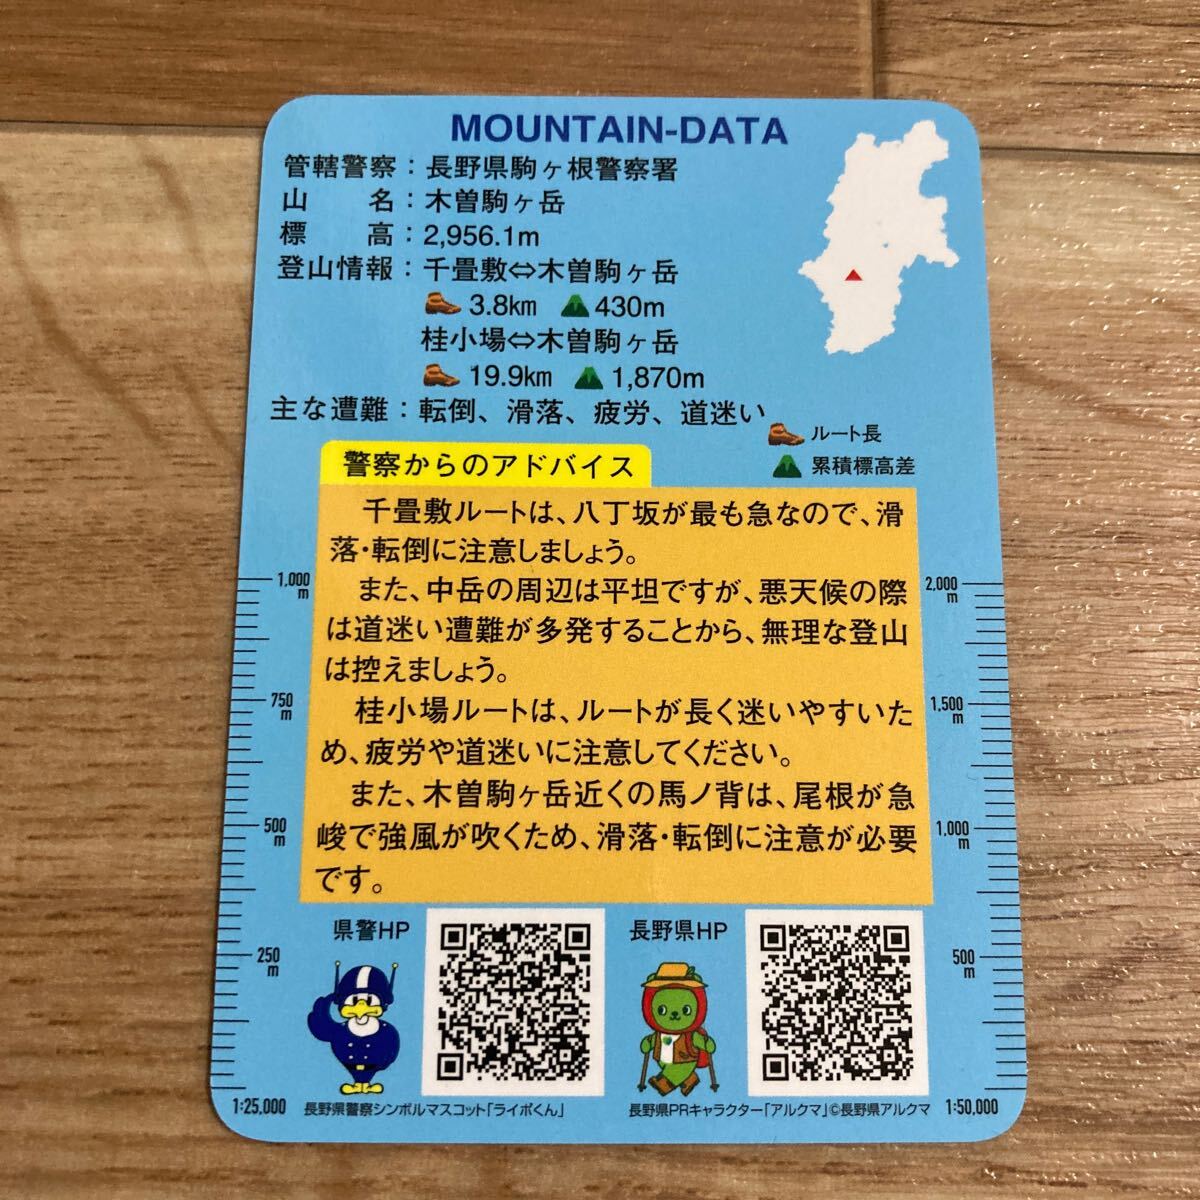 MOUNTAIN-DATA
管轄警察：長野県駒ヶ根警察署
山　　名：木曽駒ヶ岳
標　　高：2,956.1m
登山情報：千畳敷⇔木曽駒ヶ岳
3.8km 430m
桂小場⇔木曽駒ヶ岳
19.9km 1,870m
主な遭難：転倒、滑落、疲労、道迷い
ルート長
累積標高差
警察からのアドバイス
千畳敷ルートは、八丁坂が最も急なので、滑
落・転倒に注意しましょう。
また、中岳の周辺は平坦ですが、悪天候の際
は道迷い遭難が多発することから、無理な登山
は控えましょう。
桂小場ルートは、ルートが長く迷いやすいた
め、疲労や道迷いに注意してください。
また、木曽駒ヶ岳近くの馬ノ背は、尾根が急
峻で強風が吹くため、滑落・転倒に注意が必要
です。
1,000
m
750
m
500
m
250
m
2,000
m
1,500
m
1,000
m
500
m
県警HP
長野県HP
1:25,000
長野県警察シンボルマスコット「ライポくん」
長野県PRキャラクター「アルクマ」©長野県アルクマ
1:50,000